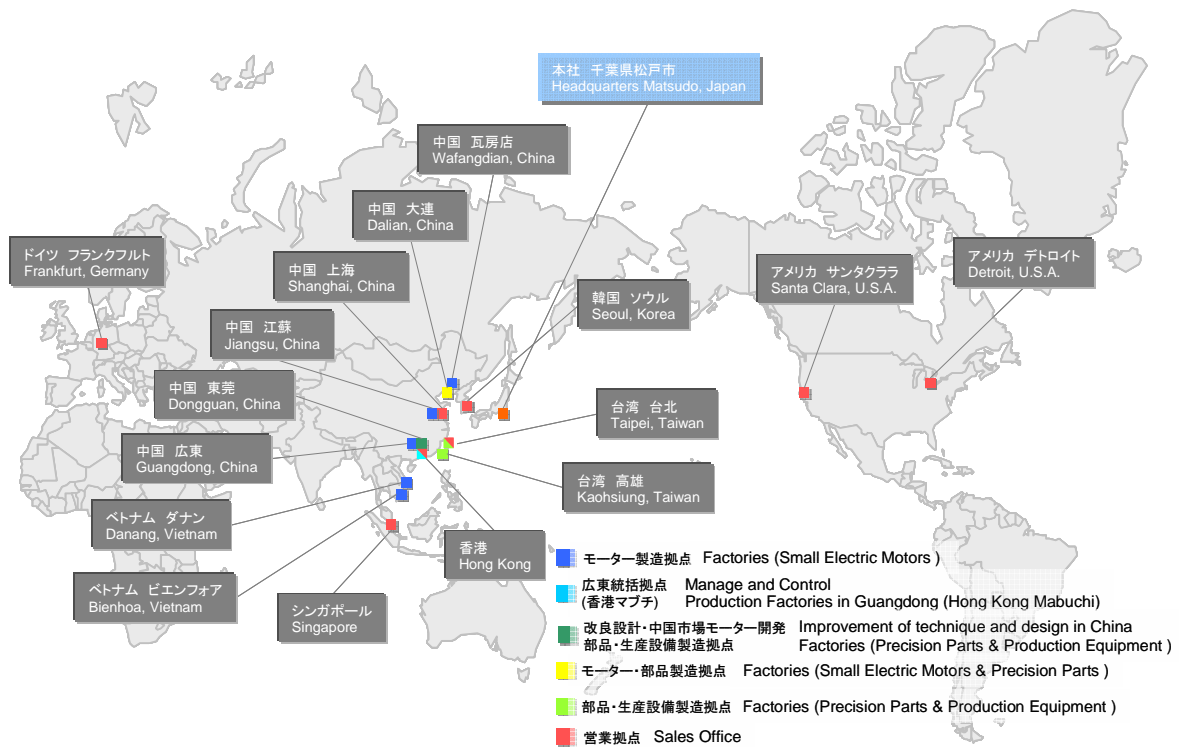 本社 千葉県松戸市
Headquarters Matsudo, Japan
中国 瓦房店
Wafangdian, China
中国 大連
Dalian, China
ドイツ フランクフルト
Frankfurt, Germany
中国 上海
Shanghai, China
アメリカ サンタクララ
Santa Clara, U.S.A.
アメリカ デトロイト
Detroit, U.S.A.
韓国 ソウル
Seoul, Korea
中国 江蘇
Jiangsu, China
中国 東莞
Dongguan, China
台湾 台北
Taipei, Taiwan
中国 広東
Guangdong, China
台湾 高雄
Kaohsiung, Taiwan
ベトナム ダナン
Danang, Vietnam
香港
Hong Kong
ベトナム ビエンフォア
Bienhoa, Vietnam
シンガポール
Singapore
モーター製造拠点 Factories (Small Electric Motors )
広東統括拠点 Manage and Control
(香港マブチ) Production Factories in Guangdong (Hong Kong Mabuchi)
改良設計・中国市場モーター開発 Improvement of technique and design in China
部品・生産設備製造拠点 Factories (Precision Parts & Production Equipment )
モーター・部品製造拠点 Factories (Small Electric Motors & Precision Parts )
部品・生産設備製造拠点 Factories (Precision Parts & Production Equipment )
営業拠点 Sales Office